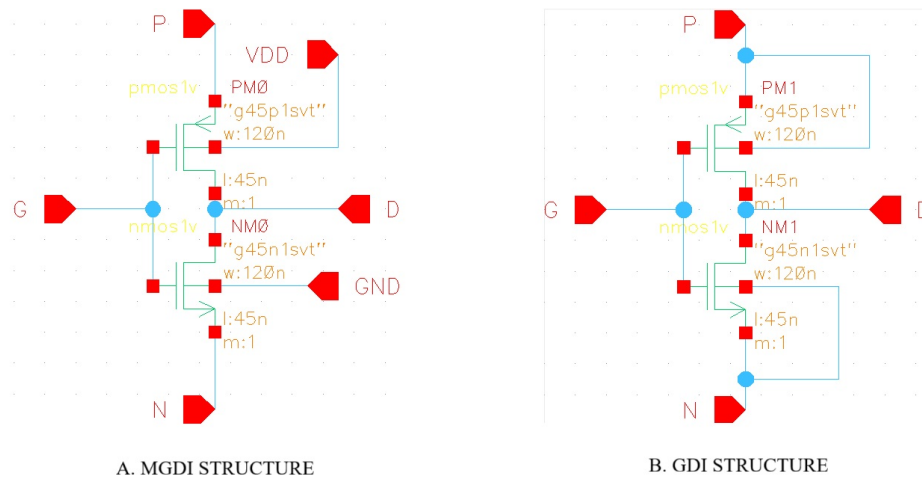 P
VDD
pmos1v
PM0
"g45p1svt"
w:120n
l:45n
m:1
G
D
nmos1v
NM0
"g45n1svt"
w:120n
GND
l:45n
m:1
N
A. MGDI STRUCTURE
P
pmos1v
PM1
"g45p1svt"
w:120n
l:45n
m:1
G
D
nmos1v
NM1
"g45n1svt"
w:120n
l:45n
m:1
N
B. GDI STRUCTURE